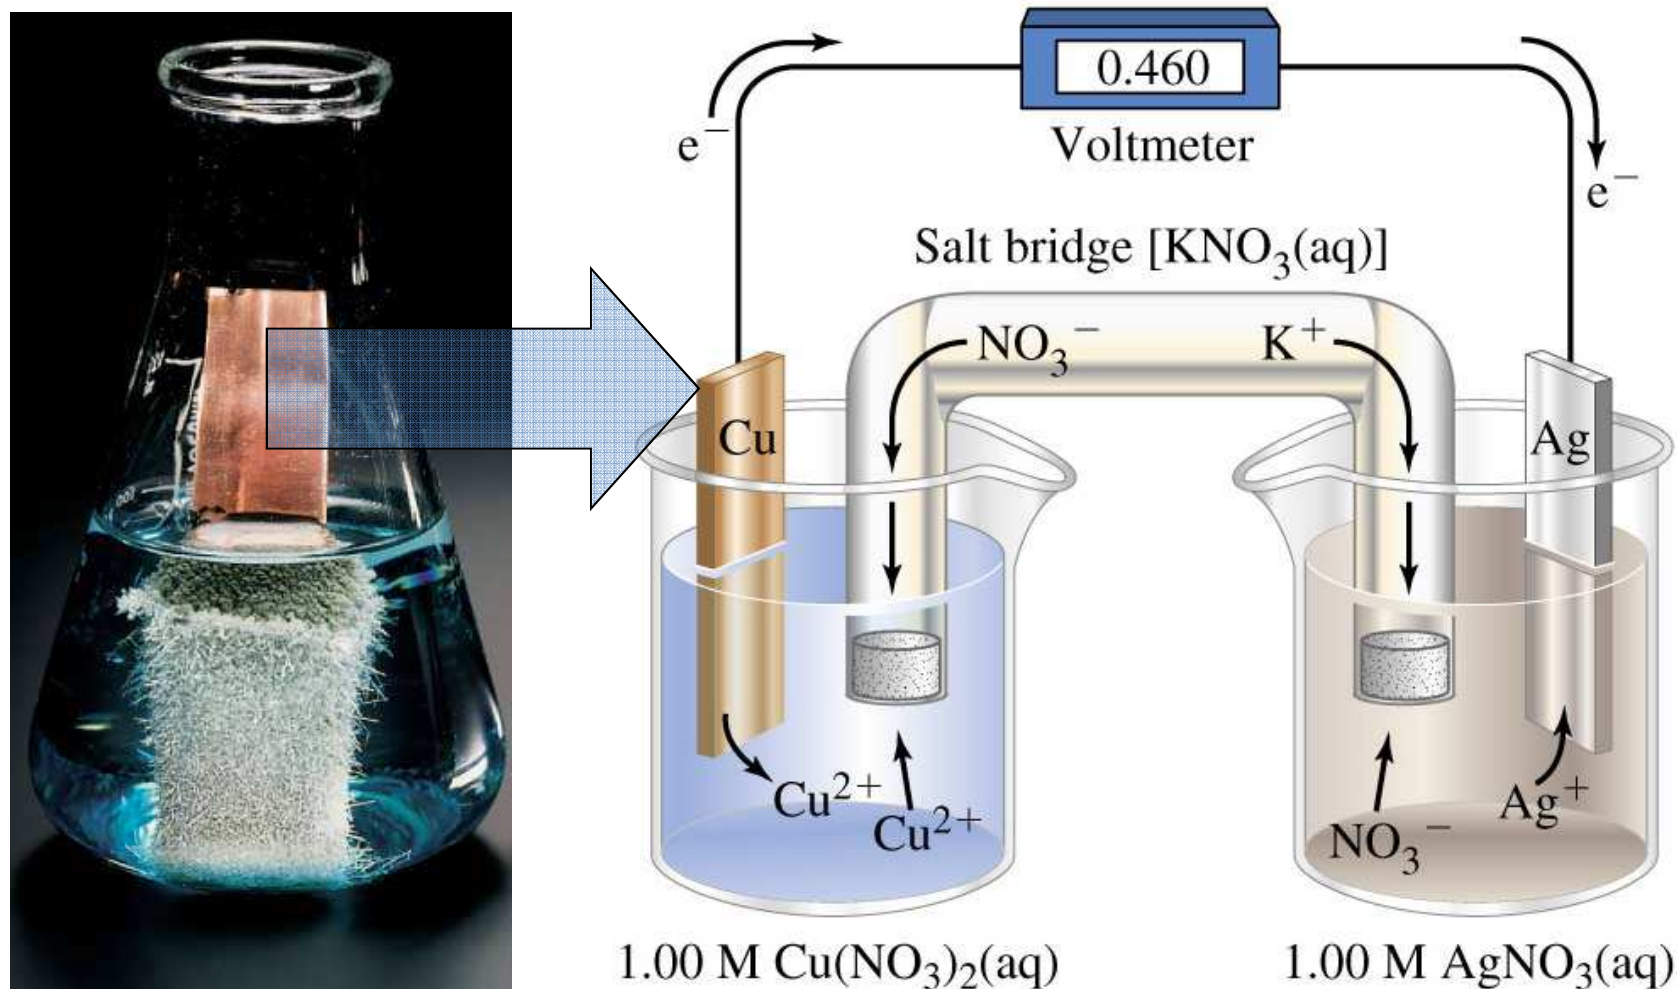 0.460
Voltmeter
e⁻
e⁻
Salt bridge [KNO₃(aq)]
NO₃⁻
K⁺
Cu
Ag
Cu²⁺
Cu²⁺
Ag⁺
NO₃⁻
1.00 M Cu(NO₃)₂(aq)
1.00 M AgNO₃(aq)